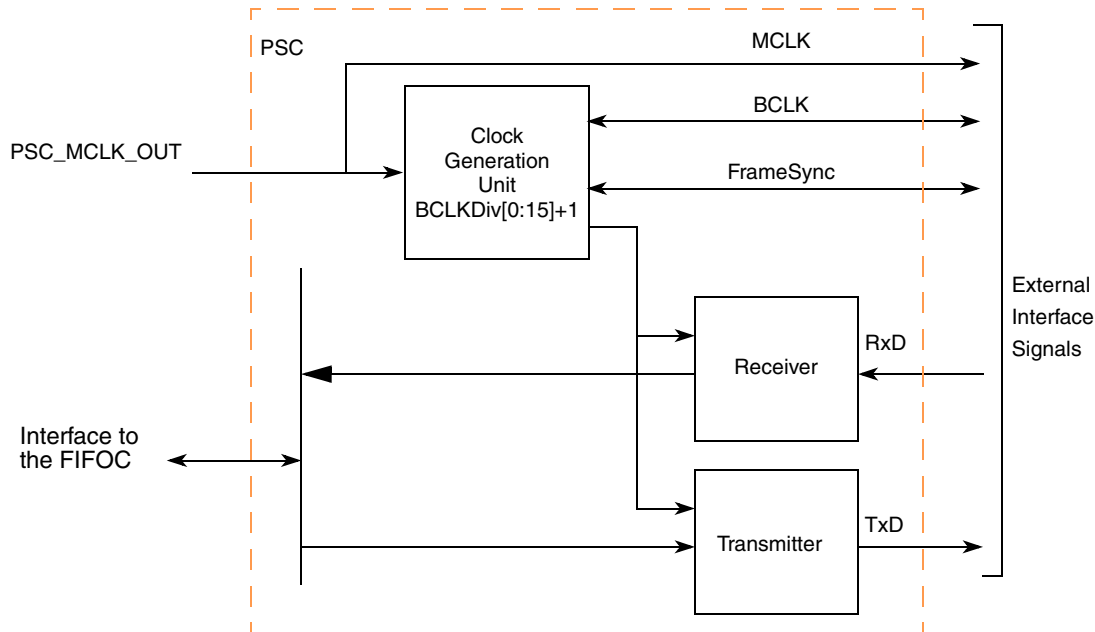 PSC
MCLK
BCLK
PSC_MCLK_OUT
Clock
Generation
Unit
BCLKDiv[0:15]+1
FrameSync
External
Interface
Signals
RxD
Receiver
Interface to
the FIFOC
TxD
Transmitter